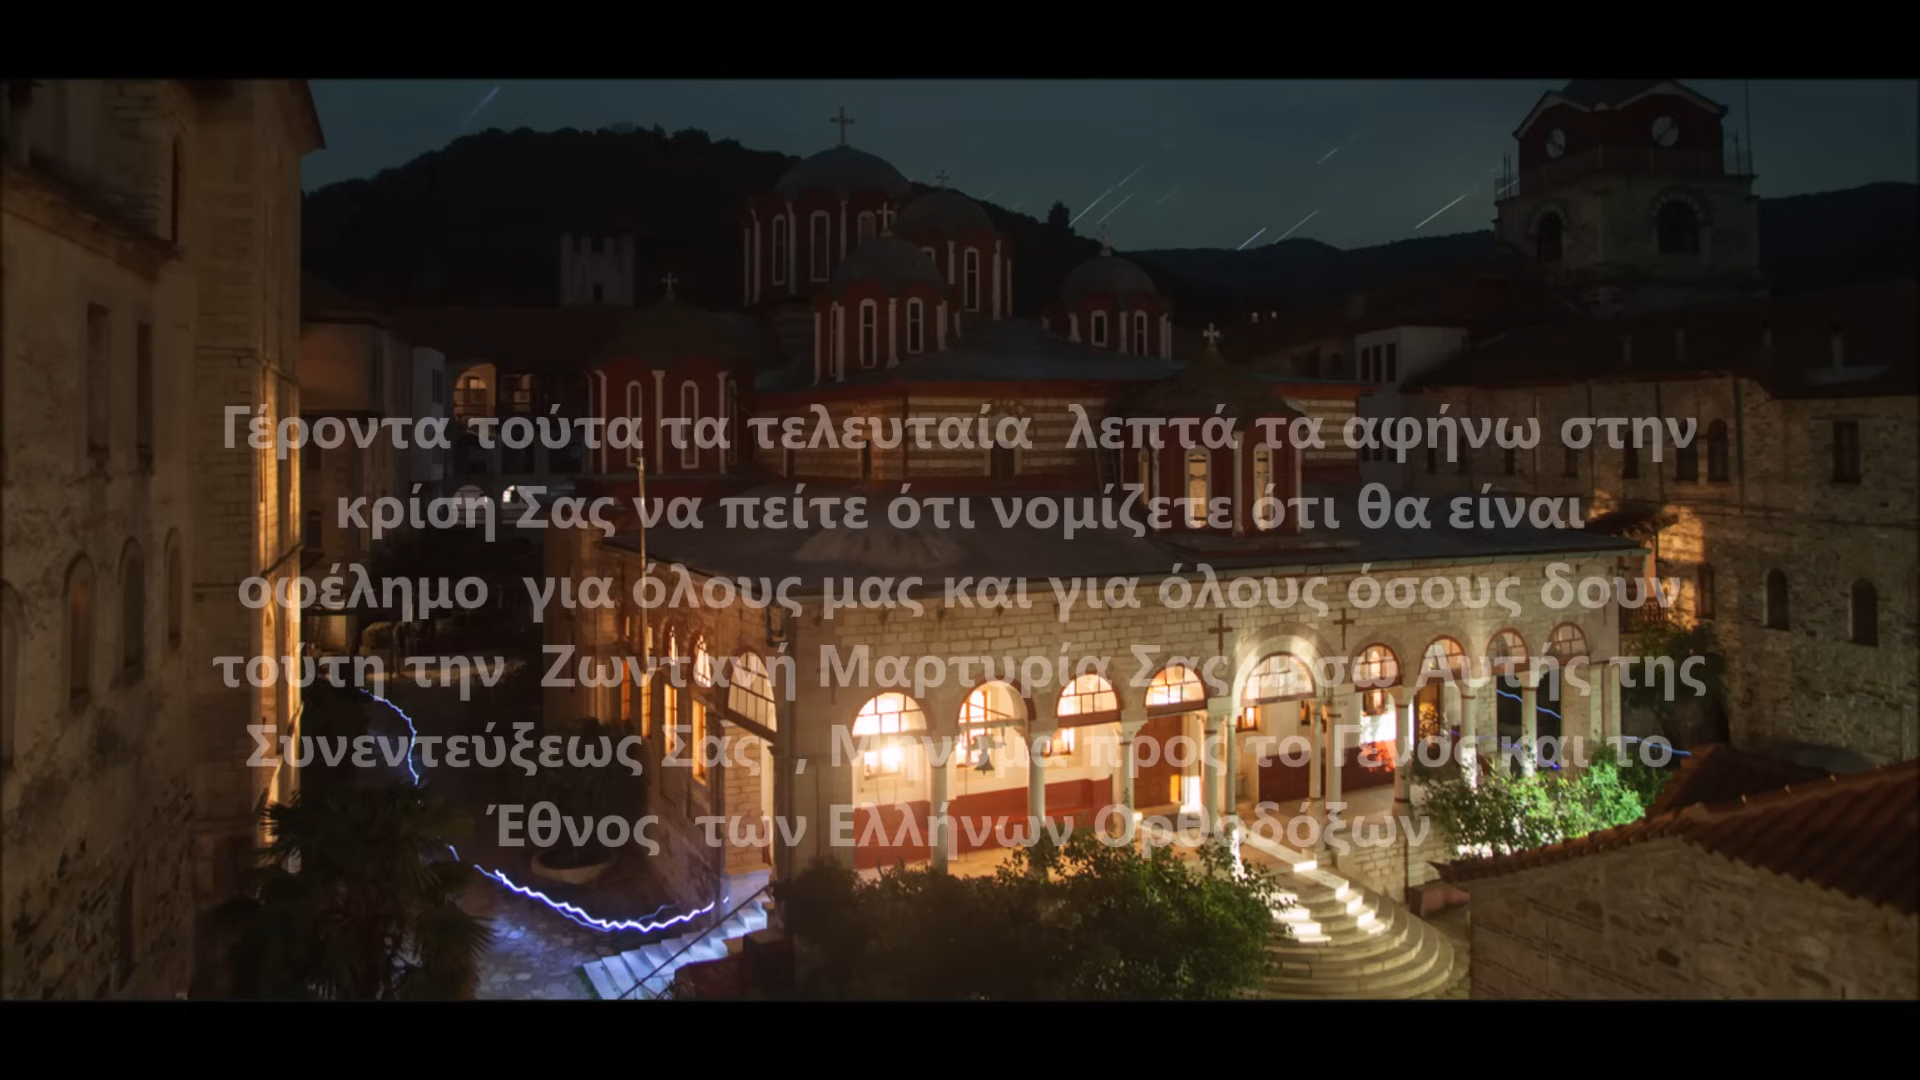 Γέροντα τούτα τα τελευταία λεπτά τα αφήνω στην
κρίση Σας να πείτε ότι νομίζετε ότι θα είναι
οφέλημο για όλους μας και για όλους όσους δουν
τούτη την Ζωντανή Μαρτυρία Σας μέσο Αυτής της
Συνεντεύξεως Σας , Μήνυμα προς το Γένος και το
Έθνος των Ελλήνων Ορθοδόξων